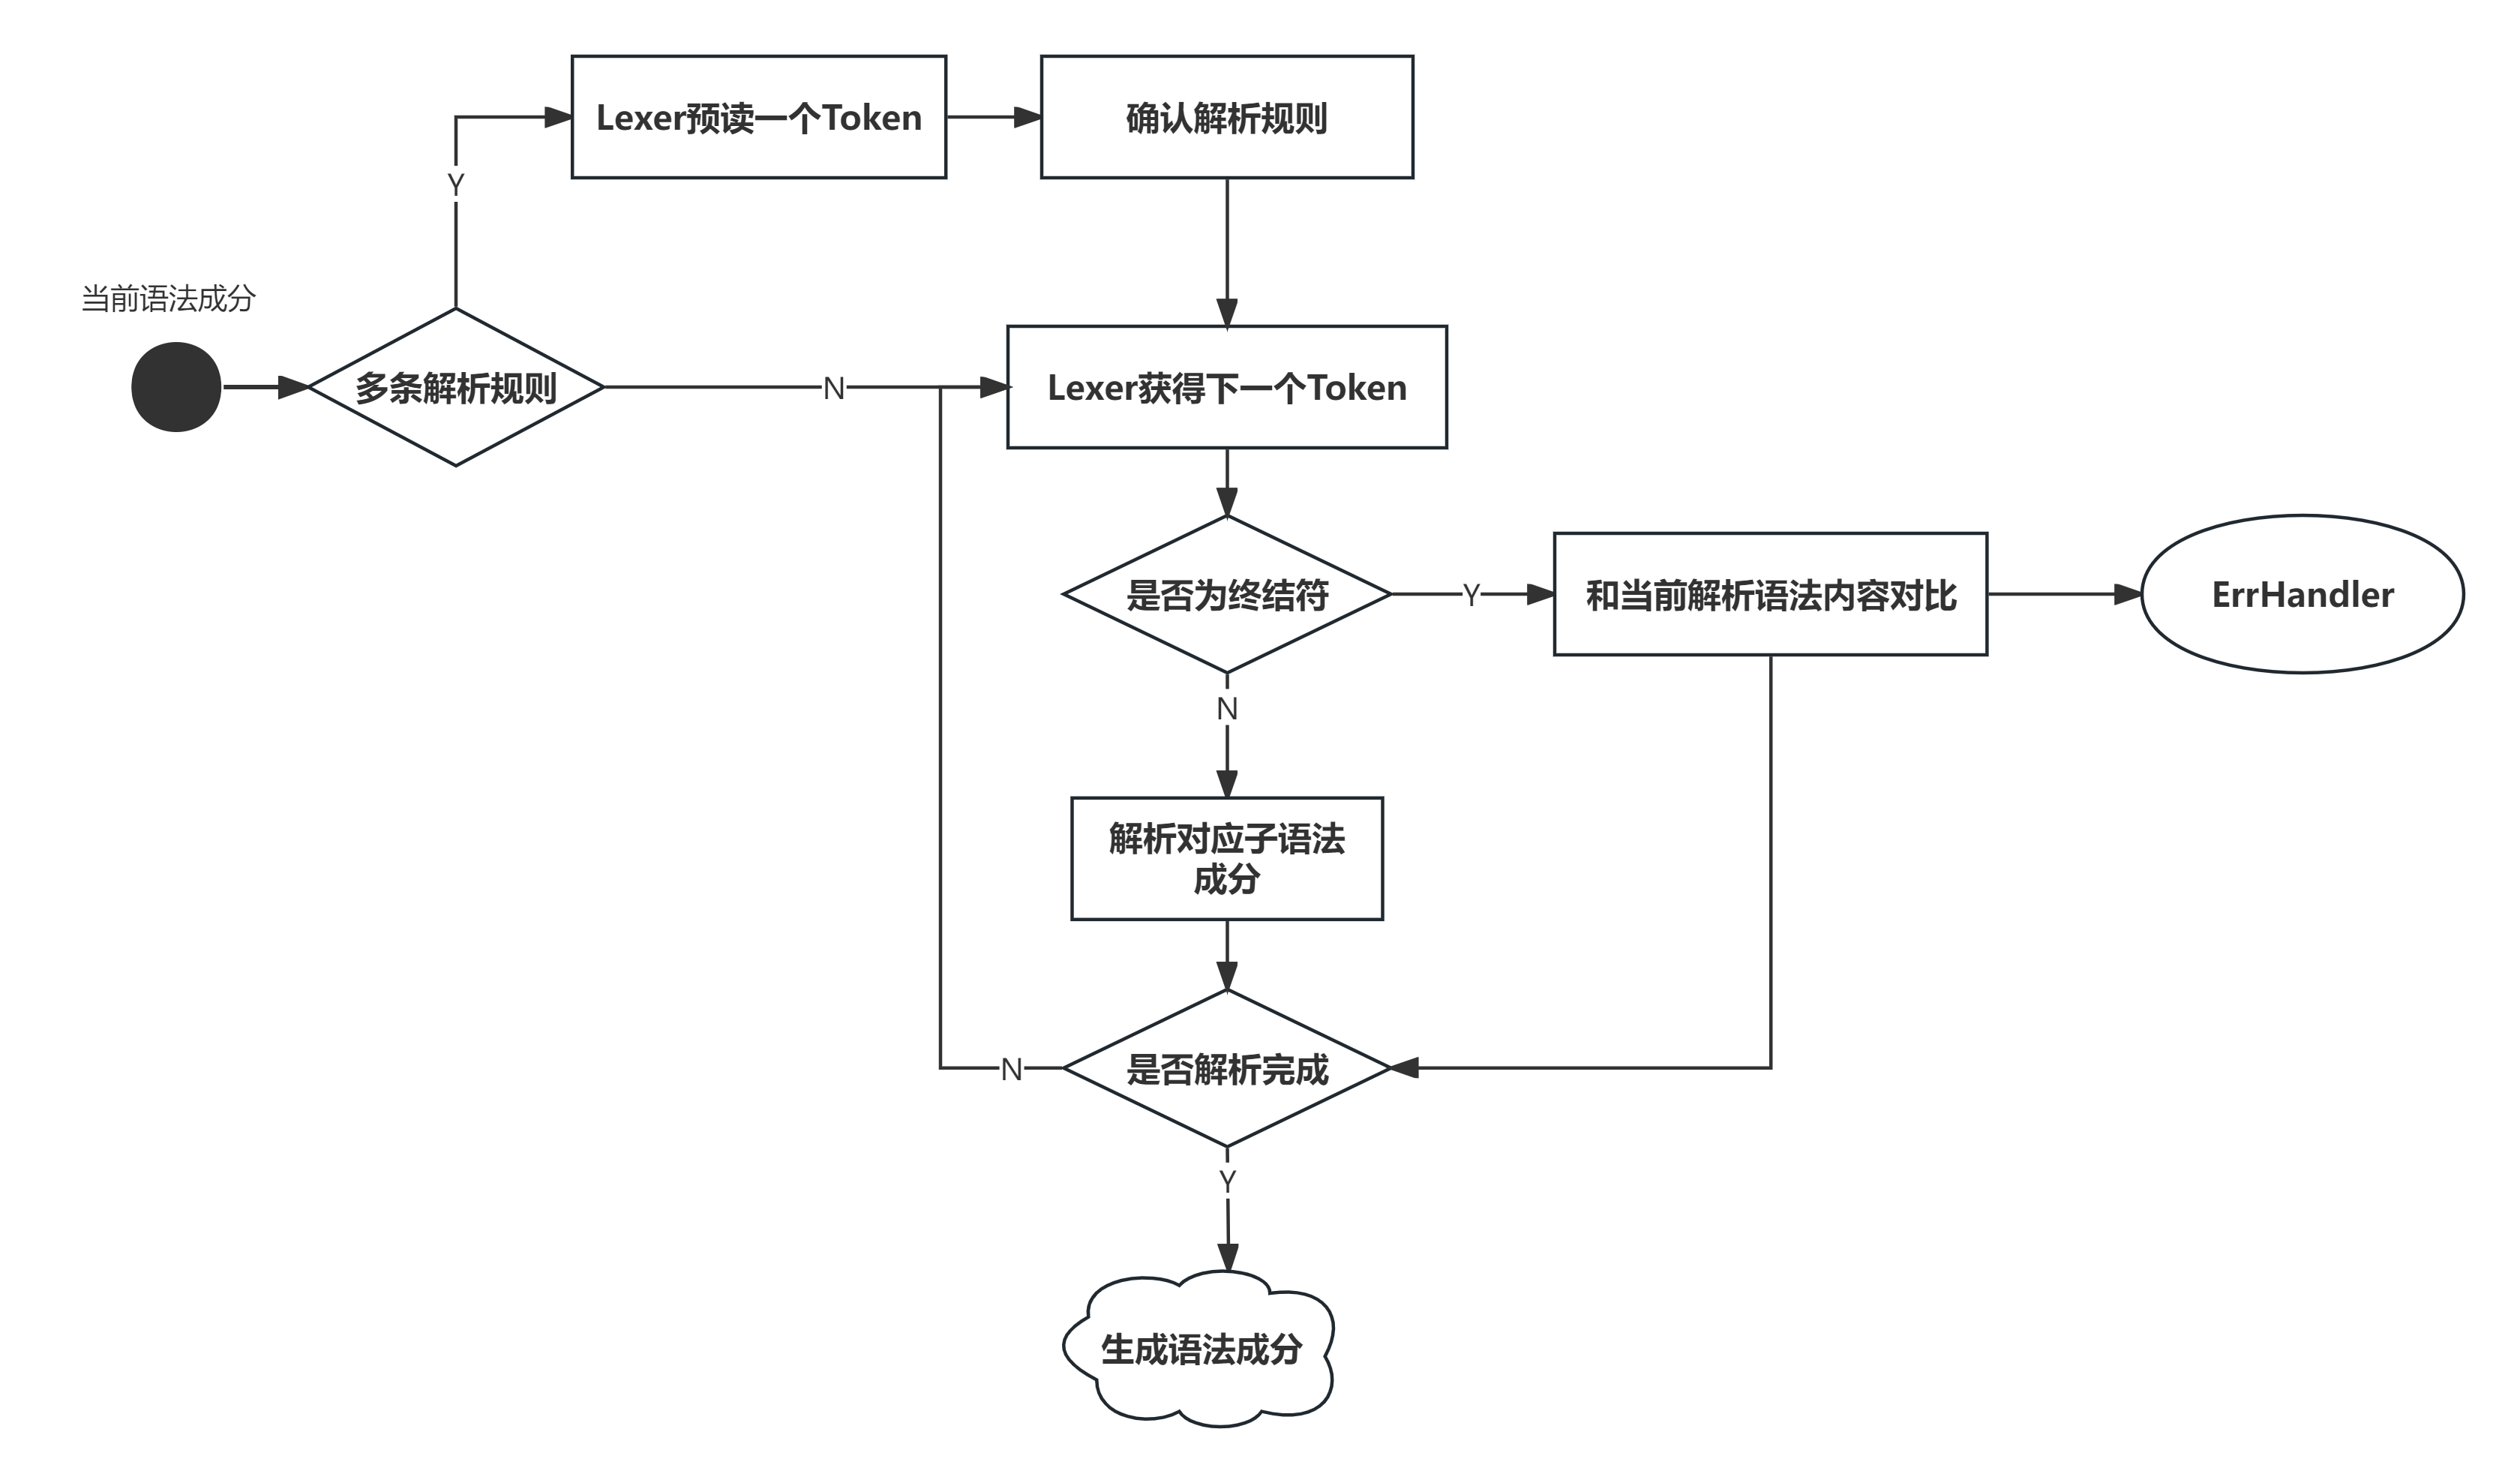 Lexer预读一个Token
确认解析规则
Y
当前语法成分
多条解析规则
N
Lexer获得下一个Token
是否为终结符
Y
和当前解析语法内容对比
ErrHandler
N
解析对应子语法
成分
是否解析完成
N
Y
生成语法成分